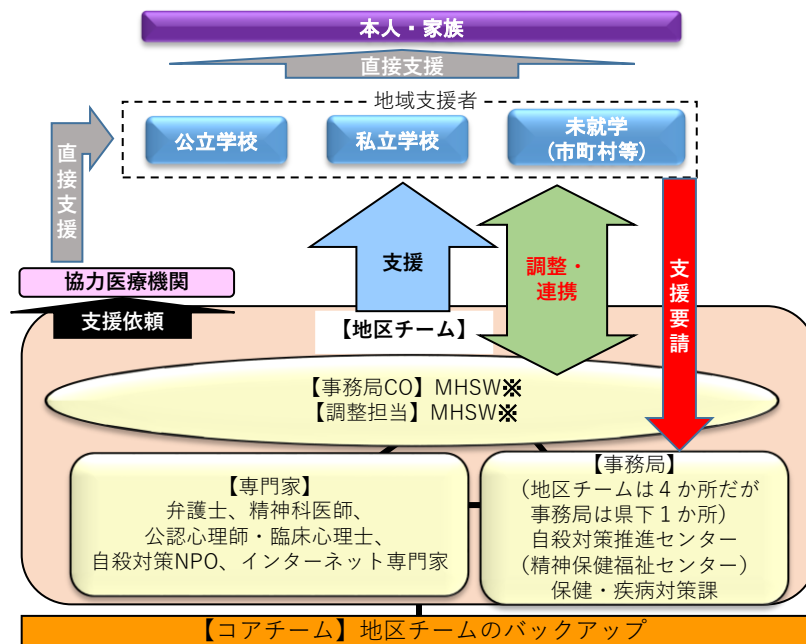 本人・家族
直接支援
地域支援者
公立学校
私立学校
未就学
(市町村等)
直接支援
協力医療機関
支援依頼
支援
調整・
連携
支援要請
【地区チーム】
【事務局CO】MHSW※
【調整担当】MHSW※
【専門家】
弁護士、精神科医師、
公認心理師・臨床心理士、
自殺対策NPO、インターネット専門家
【事務局】
(地区チームは４か所だが
事務局は県下１か所)
自殺対策推進センター
(精神保健福祉センター)
保健・疾病対策課
【コアチーム】地区チームのバックアップ